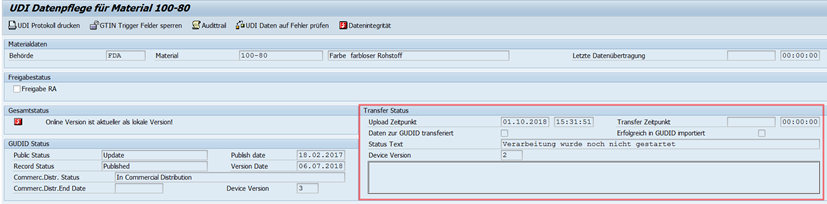 UDI Datenpflege für Material 100-80
UDI Protokoll drucken GTIN Trigger Felder sperren Audittrail UDI Daten auf Fehler prüfen Datenintegrität
Materialdaten
Behörde FDA Material 100-80 Farbe farbloser Rohstoff Letzte Datenübertragung 00:00:00
Freigabestatus
Freigabe RA
Gesamtstatus
Online Version ist aktueller als lokale Version!
GUDID Status
Public Status Update Publish date 18.02.2017
Record Status Published Version Date 06.07.2018
Commerc.Distr. Status In Commercial Distribution
Commerc.Distr.End Date Device Version 3
Transfer Status
Upload Zeitpunkt 01.10.2018 15:31:51 Transfer Zeitpunkt 00:00:00
Daten zur GUDID transferiert Erfolgreich in GUDID importiert
Status Text Verarbeitung wurde noch nicht gestartet
Device Version 2